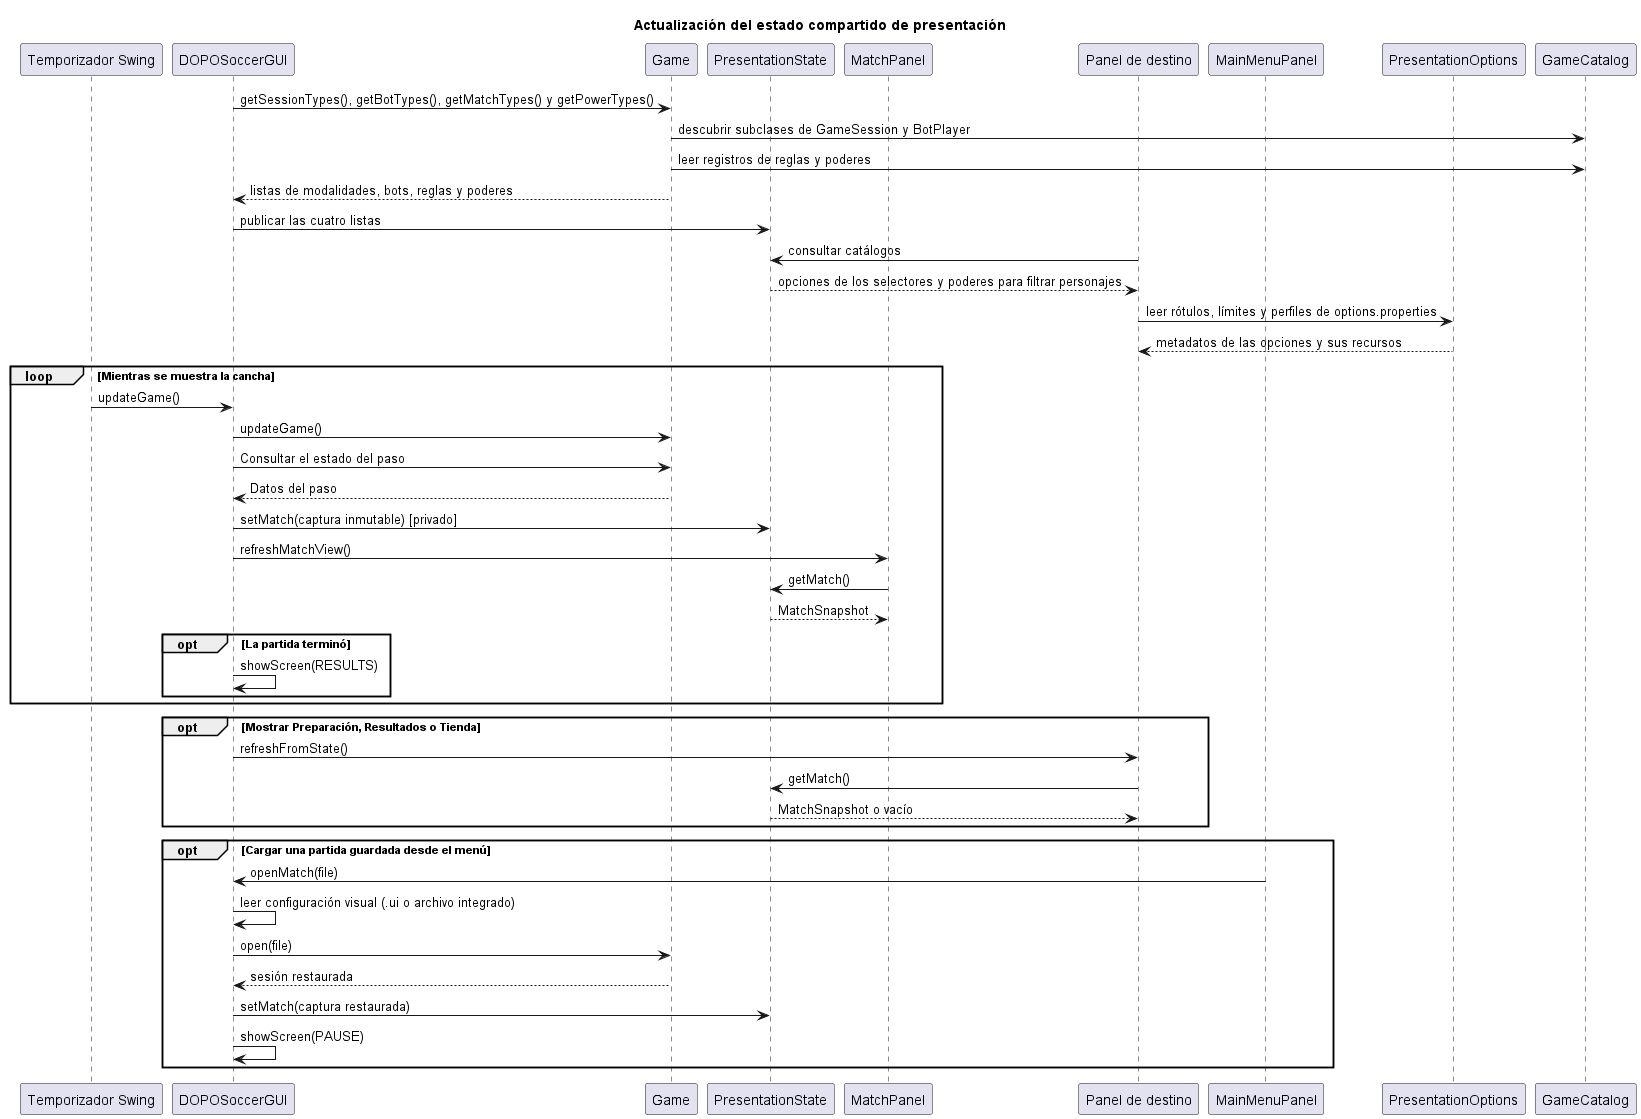 Actualización del estado compartido de presentación
Temporizador Swing
DOPOSoccerGUI
Game
PresentationState
MatchPanel
Panel de destino
MainMenuPanel
PresentationOptions
GameCatalog
getSessionTypes(), getBotTypes(), getMatchTypes() y getPowerTypes()
descubrir subclases de GameSession y BotPlayer
leer registros de reglas y poderes
listas de modalidades, bots, reglas y poderes
publicar las cuatro listas
consultar catálogos
opciones de los selectores y poderes para filtrar personajes
leer rótulos, límites y perfiles de options.properties
metadatos de las opciones y sus recursos
loop [Mientras se muestra la cancha]
updateGame()
updateGame()
Consultar el estado del paso
Datos del paso
setMatch(captura inmutable) [privado]
refreshMatchView()
getMatch()
MatchSnapshot
opt [La partida terminó]
showScreen(RESULTS)
opt [Mostrar Preparación, Resultados o Tienda]
refreshFromState()
getMatch()
MatchSnapshot o vacío
opt [Cargar una partida guardada desde el menú]
openMatch(file)
leer configuración visual (.ui o archivo integrado)
open(file)
sesión restaurada
setMatch(captura restaurada)
showScreen(PAUSE)
Temporizador Swing
DOPOSoccerGUI
Game
PresentationState
MatchPanel
Panel de destino
MainMenuPanel
PresentationOptions
GameCatalog